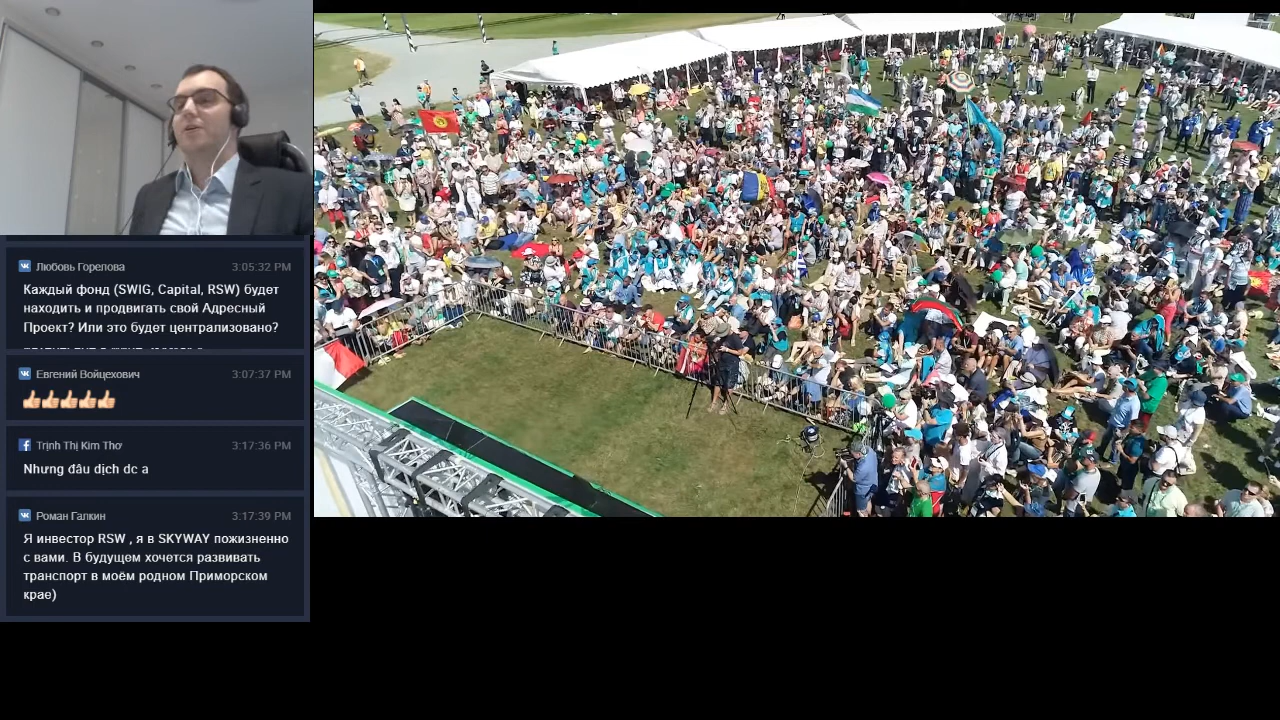 Любовь Горелова
3:05:32 PM
Каждый фонд (SWIG, Capital, RSW) будет
находить и продвигать свой Адресный
Проект? Или это будет централизовано?
Евгений Войцехович
3:07:37 PM
Trịnh Thị Kim Thơ
3:17:36 PM
Nhưng đâu dịch dc a
Роман Галкин
3:17:39 PM
Я инвестор RSW , я в SKYWAY пожизненно
с вами. В будущем хочется развивать
транспорт в моём родном Приморском
крае)